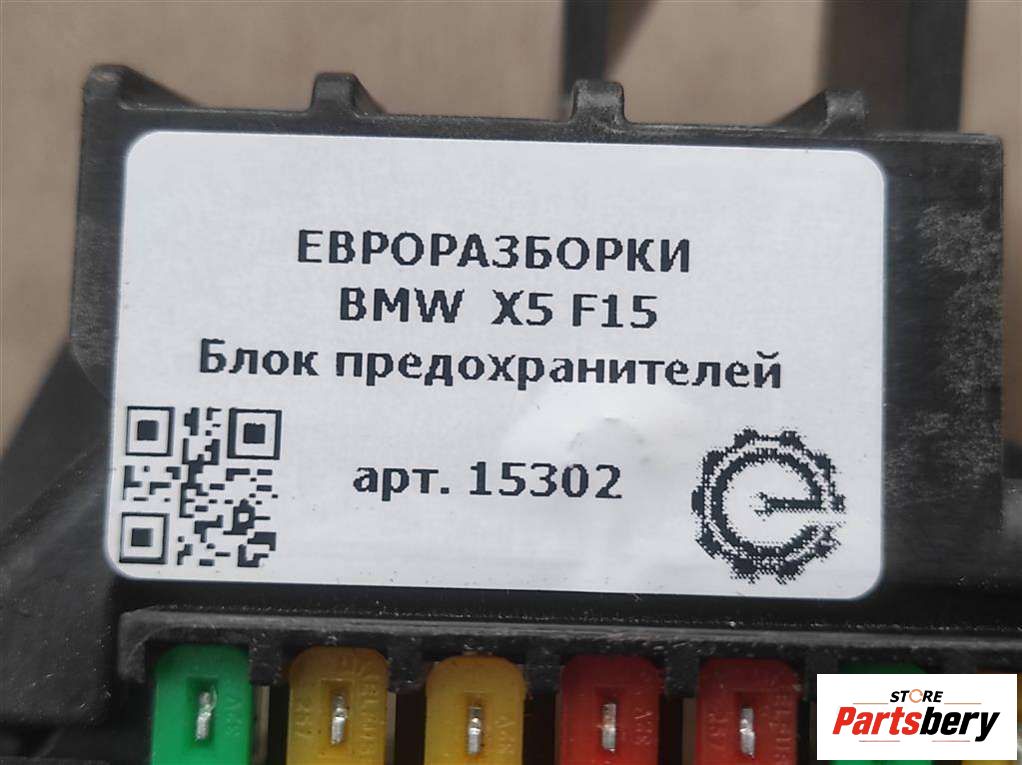 ЕВРОРАЗБОРКИ
BMW X5 F15
Блок предохранителей
арт. 15302
STORE
Partsbery